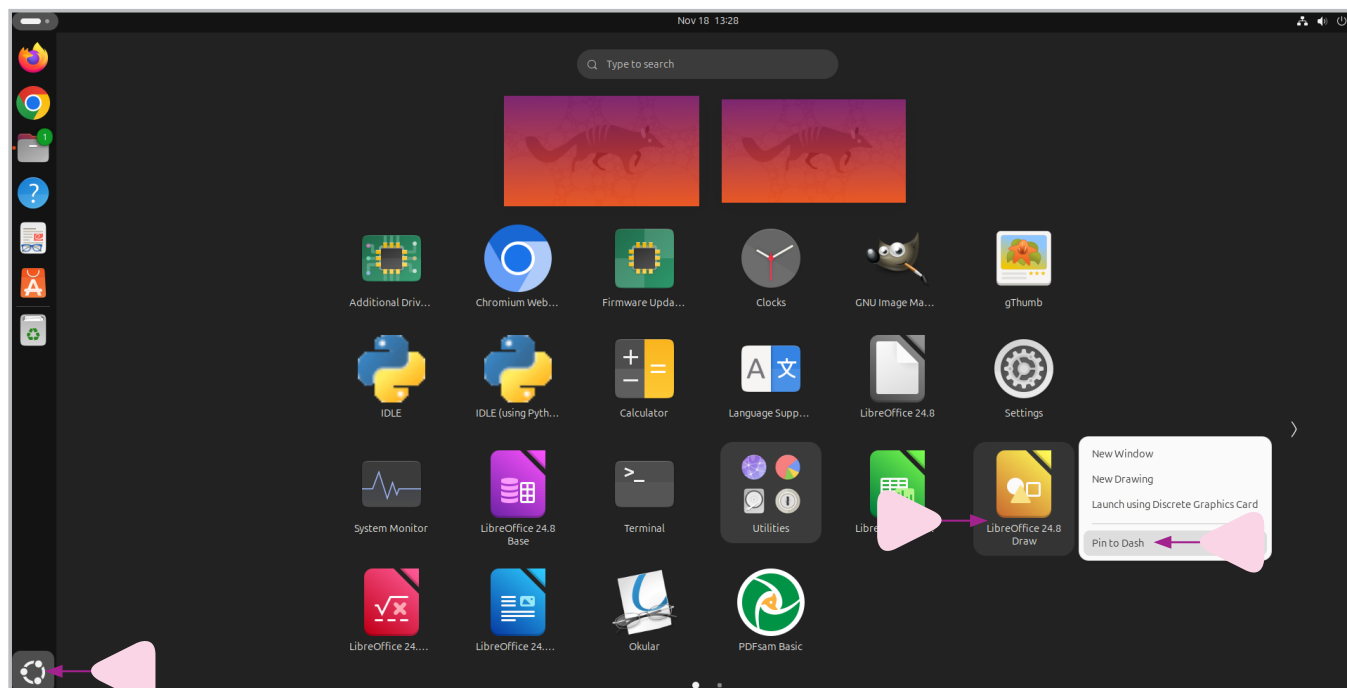 Nov 18 13:28
Type to search
1
Additional Driv...
Chromium Web...
Firmware Upda...
Clocks
GNU Image Ma...
gThumb
IDLE
IDLE (using Pyth...
Calculator
Language Supp...
LibreOffice 24.8
Settings
New Window
New Drawing
Launch using Discrete Graphics Card
Pin to Dash
System Monitor
LibreOffice 24.8
Base
Terminal
Utilities
LibreOffice 24.8
Draw
LibreOffice 24....
LibreOffice 24....
Okular
PDFsam Basic